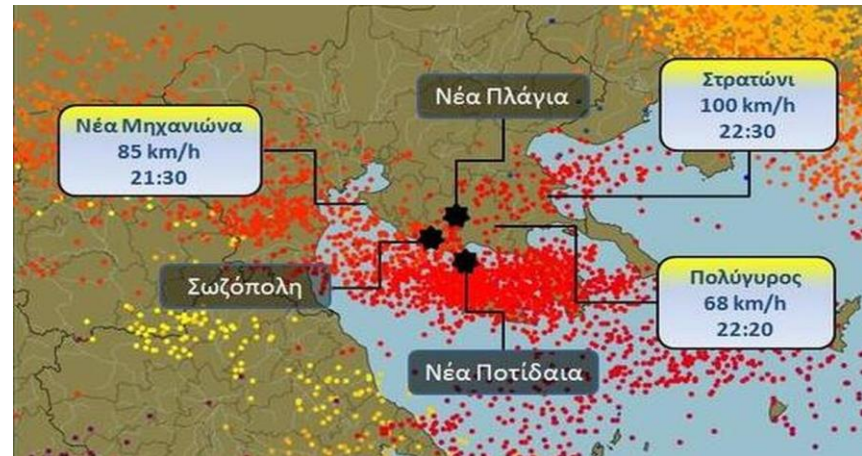 Νέα Πλάγια
Στρατώνι
100 km/h
22:30
Νέα Μηχανιώνα
85 km/h
21:30
Σωζόπολη
Πολύγυρος
68 km/h
22:20
Νέα Ποτίδαια